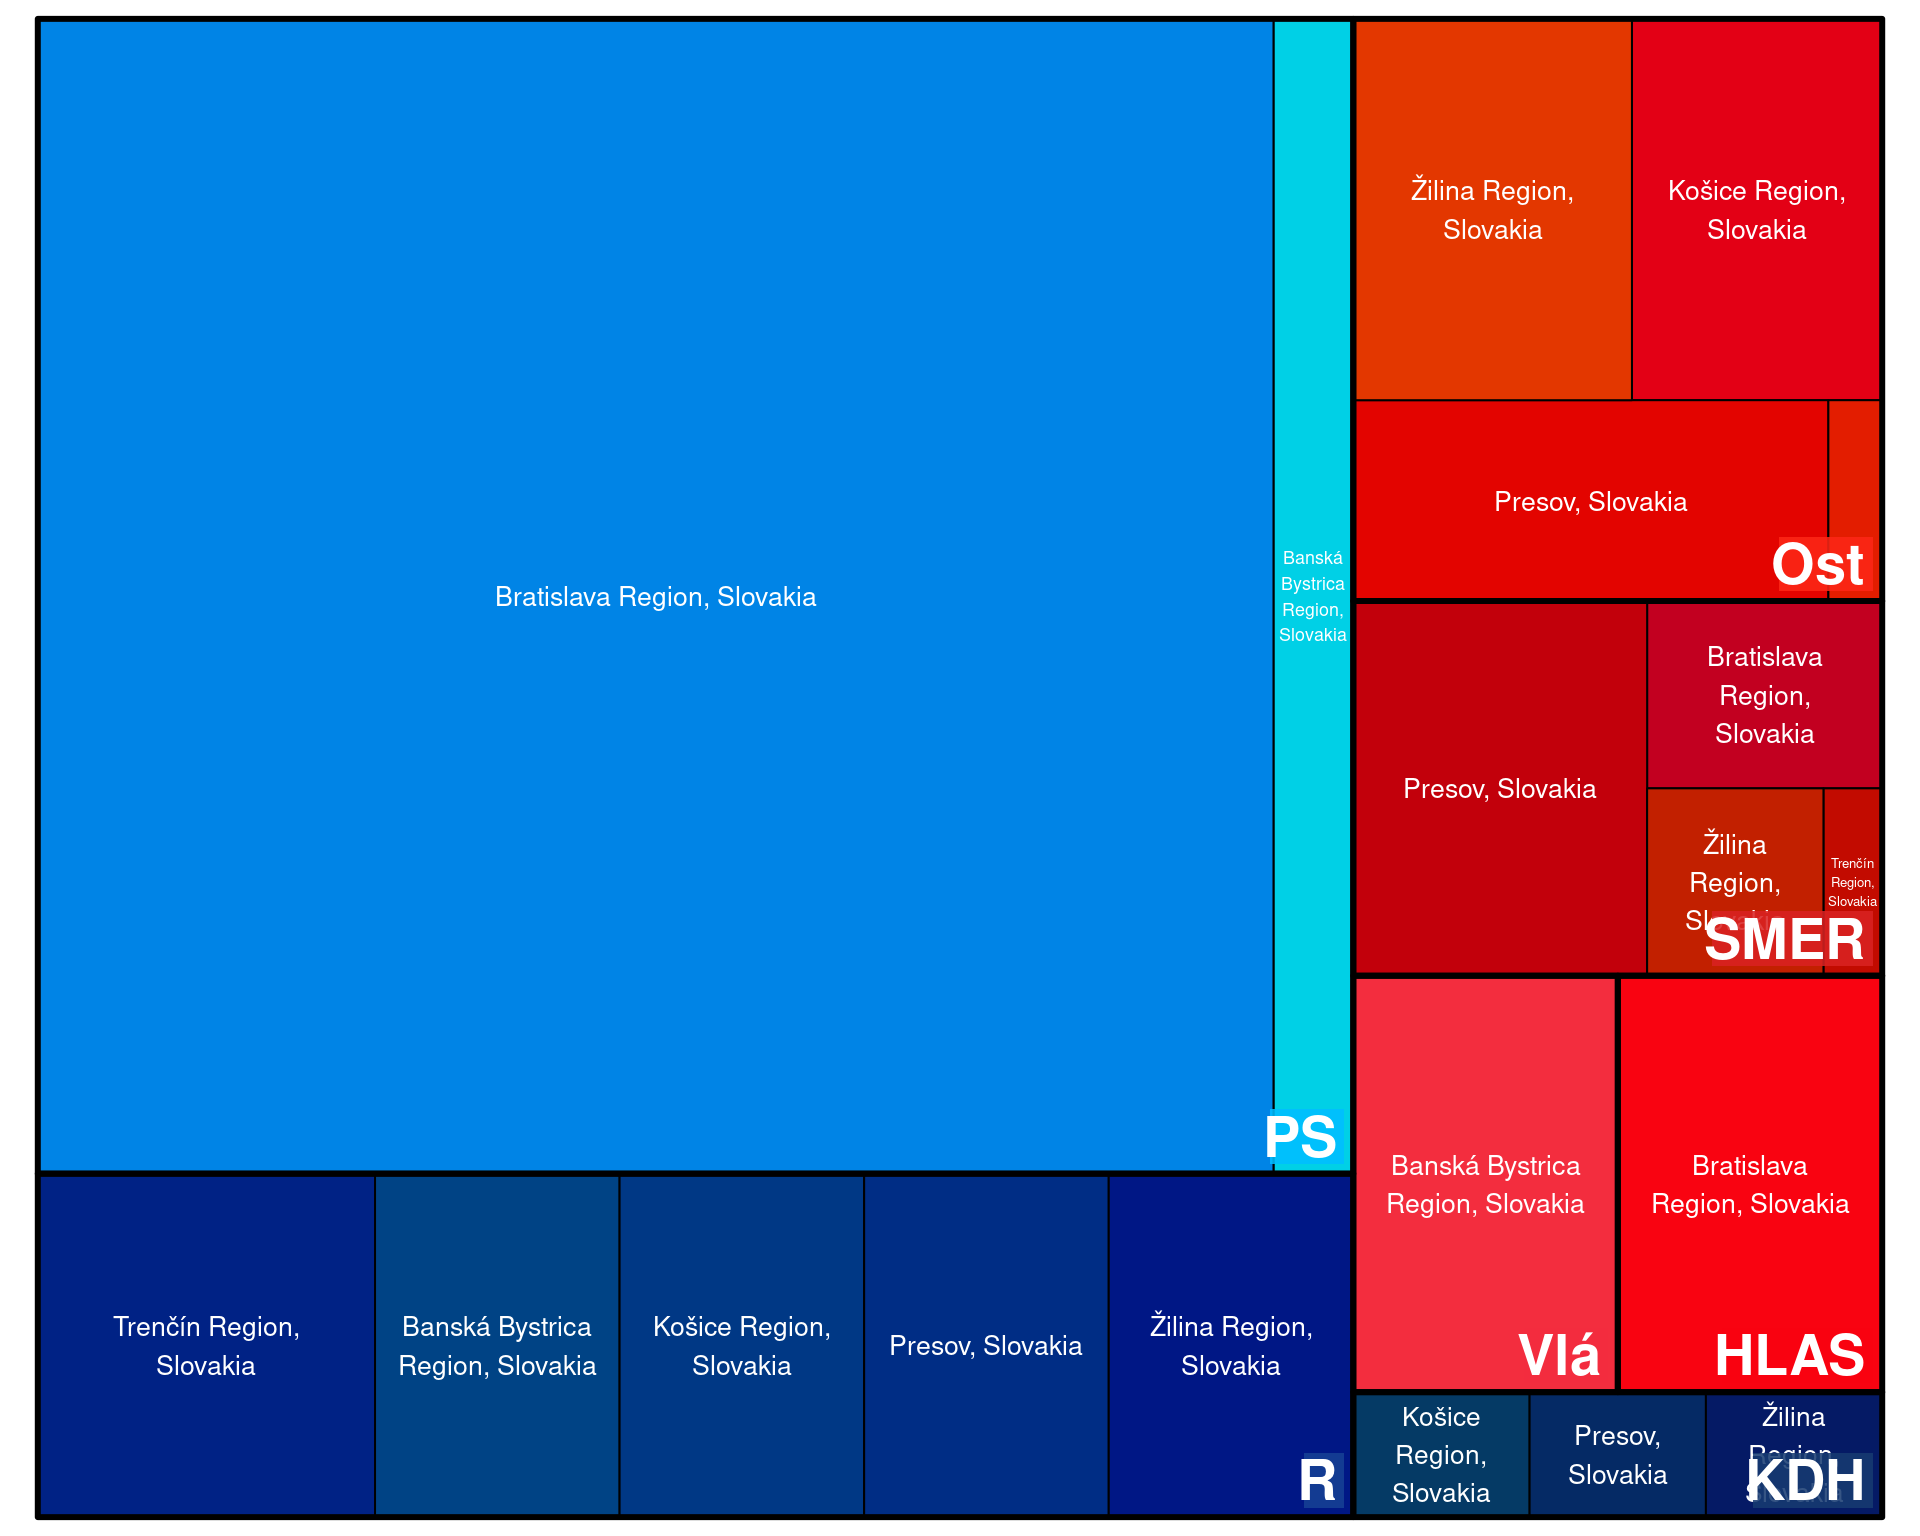 Bratislava Region, Slovakia
Banská
Bystrica
Region,
Slovakia
PS
Trenčín Region,
Slovakia
Banská Bystrica
Region, Slovakia
Košice Region,
Slovakia
Presov, Slovakia
Žilina Region,
Slovakia
R
Žilina Region,
Slovakia
Košice Region,
Slovakia
Presov, Slovakia
Ost
Presov, Slovakia
Bratislava
Region,
Slovakia
Žilina
Region,
Slovakia
Trenčín
Region,
Slovakia
SMER
Banská Bystrica
Region, Slovakia
Vlá
Bratislava
Region, Slovakia
HLAS
Košice
Region,
Slovakia
Presov,
Slovakia
Žilina
Region,
Slovakia
KDH